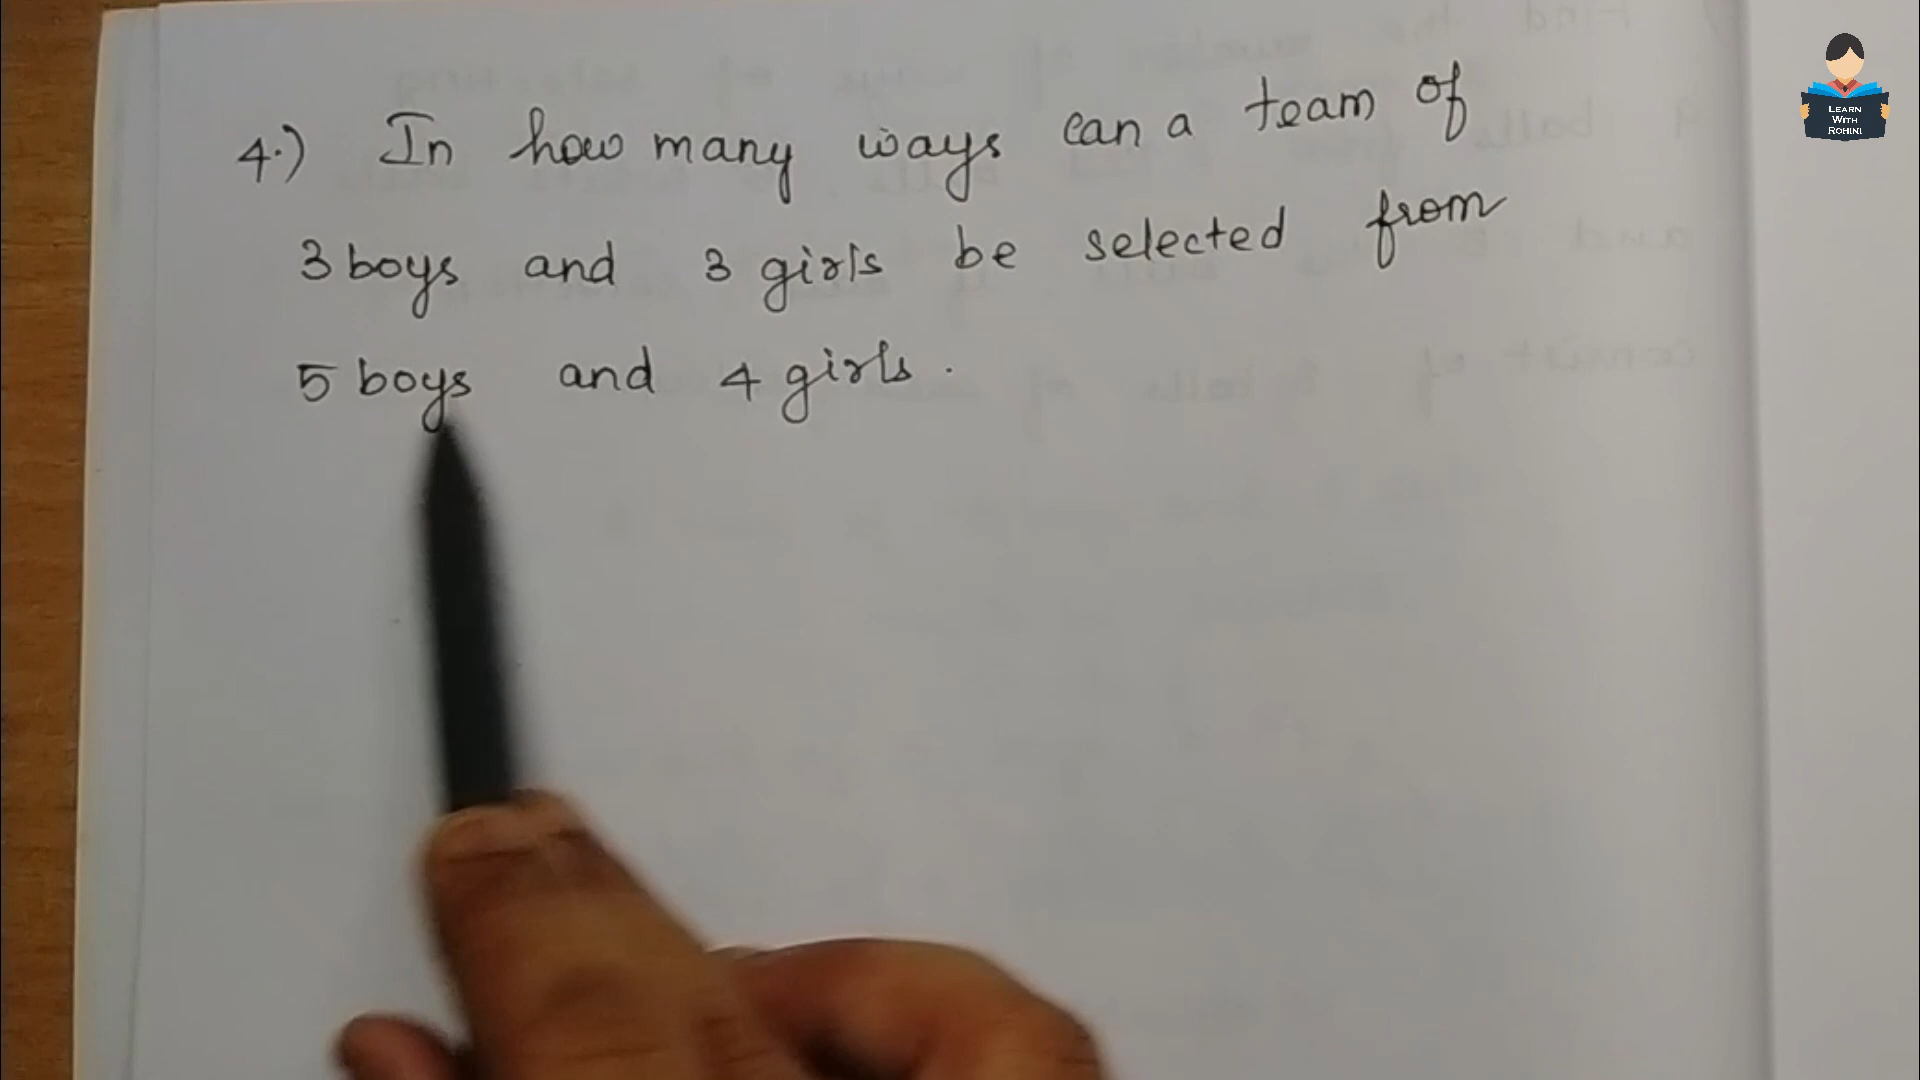 4.) In how many ways can a team of
3 boys and 3 girls be selected from
5 boys and 4 girls.
LEARN
WITH
ROHINI